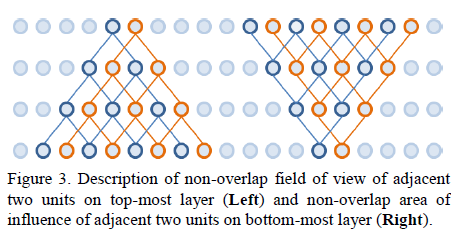 Figure 3. Description of non-overlap field of view of adjacent
two units on top-most layer (Left) and non-overlap area of
influence of adjacent two units on bottom-most layer (Right).